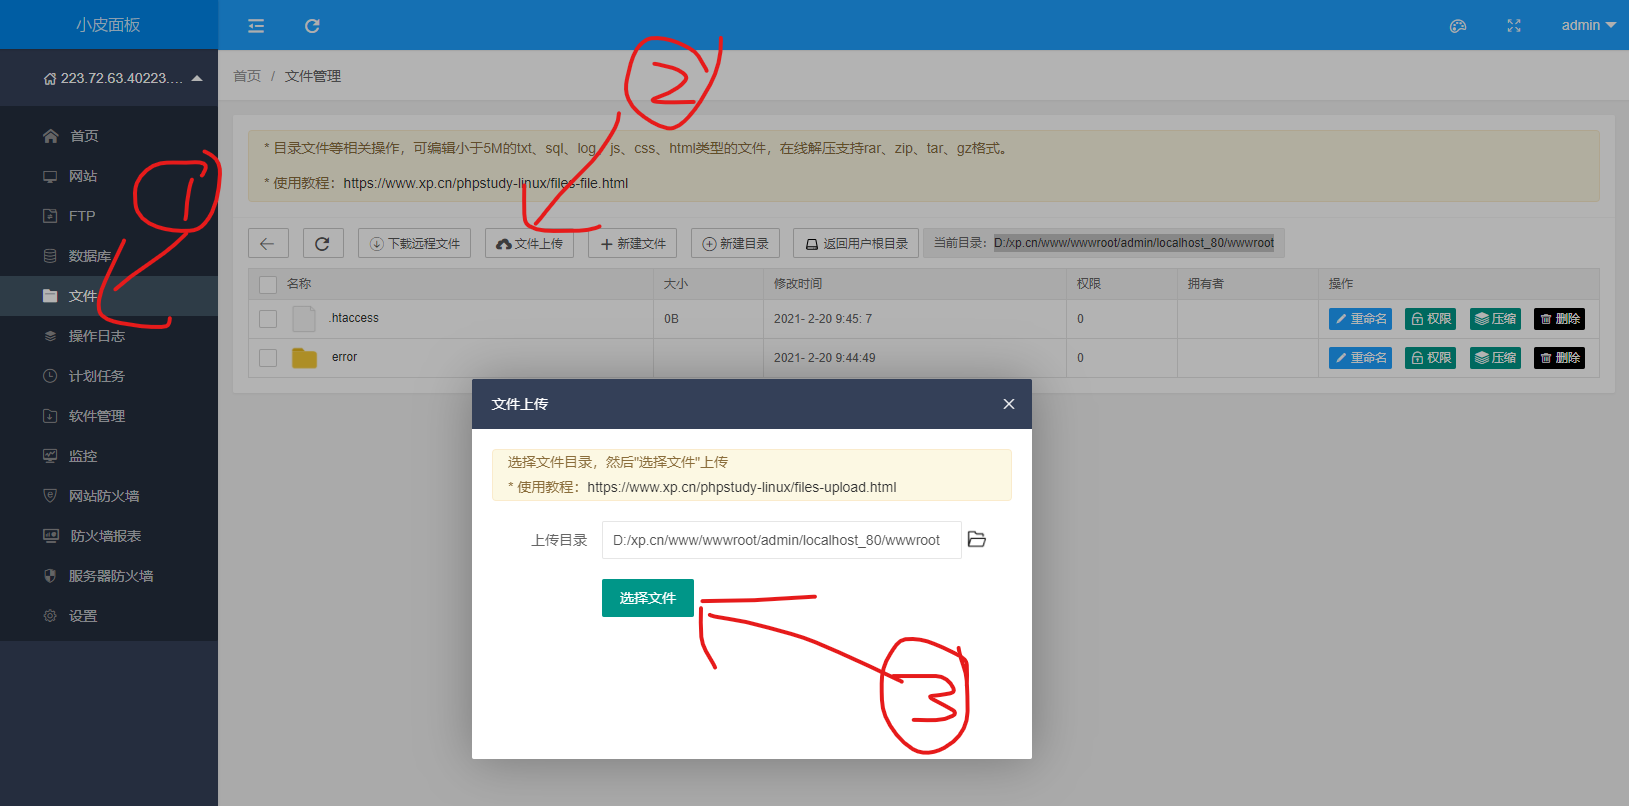 小皮面板
admin
223.72.63.40223....
首页 / 文件管理
首页
网站
FTP
数据库
文件
操作日志
计划任务
软件管理
监控
网站防火墙
防火墙报表
服务器防火墙
设置
1
2
* 目录文件等相关操作，可编辑小于5M的txt、sql、log、js、css、html类型的文件，在线解压支持rar、zip、tar、gz格式。
* 使用教程：https://www.xp.cn/phpstudy-linux/files-file.html
下载远程文件 文件上传 新建文件 新建目录 返回用户根目录 当前目录：D:/xp.cn/www/wwwroot/admin/localhost_80/wwwroot
名称 大小 修改时间 权限 拥有者 操作
.htaccess 0B 2021- 2-20 9:45: 7 0 重命名 权限 压缩 删除
error 2021- 2-20 9:44:49 0 重命名 权限 压缩 删除
文件上传
选择文件目录，然后"选择文件"上传
* 使用教程：https://www.xp.cn/phpstudy-linux/files-upload.html
上传目录 D:/xp.cn/www/wwwroot/admin/localhost_80/wwwroot
选择文件
3